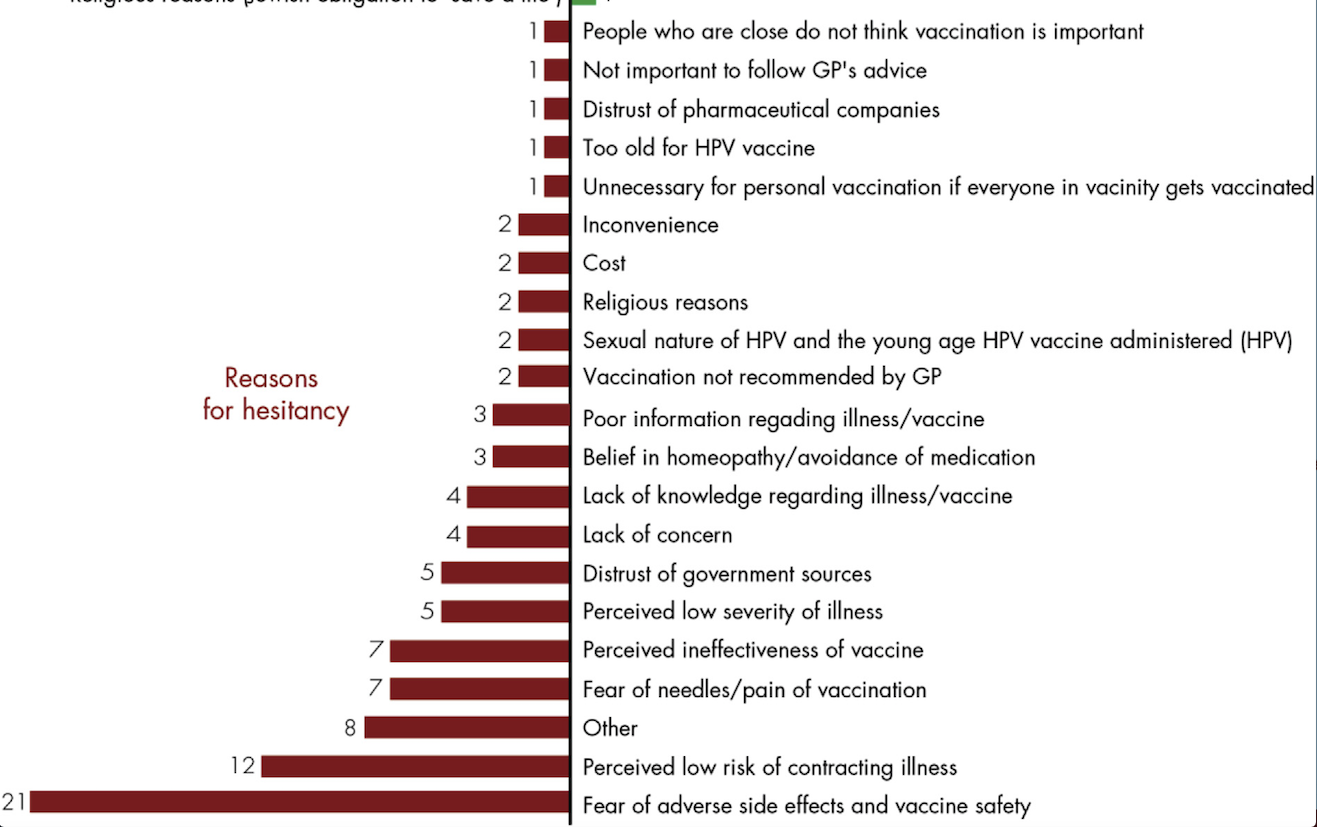 Religious reasons (Jewish obligation to 'save a life')
1 People who are close do not think vaccination is important
1 Not important to follow GP's advice
1 Distrust of pharmaceutical companies
1 Too old for HPV vaccine
1 Unnecessary for personal vaccination if everyone in vacinity gets vaccinated
2 Inconvenience
2 Cost
2 Religious reasons
2 Sexual nature of HPV and the young age HPV vaccine administered (HPV)
Reasons
for hesitancy
2 Vaccination not recommended by GP
3 Poor information regading illness/vaccine
3 Belief in homeopathy/avoidance of medication
4 Lack of knowledge regarding illness/vaccine
4 Lack of concern
5 Distrust of government sources
5 Perceived low severity of illness
7 Perceived ineffectiveness of vaccine
7 Fear of needles/pain of vaccination
8 Other
12 Perceived low risk of contracting illness
21 Fear of adverse side effects and vaccine safety